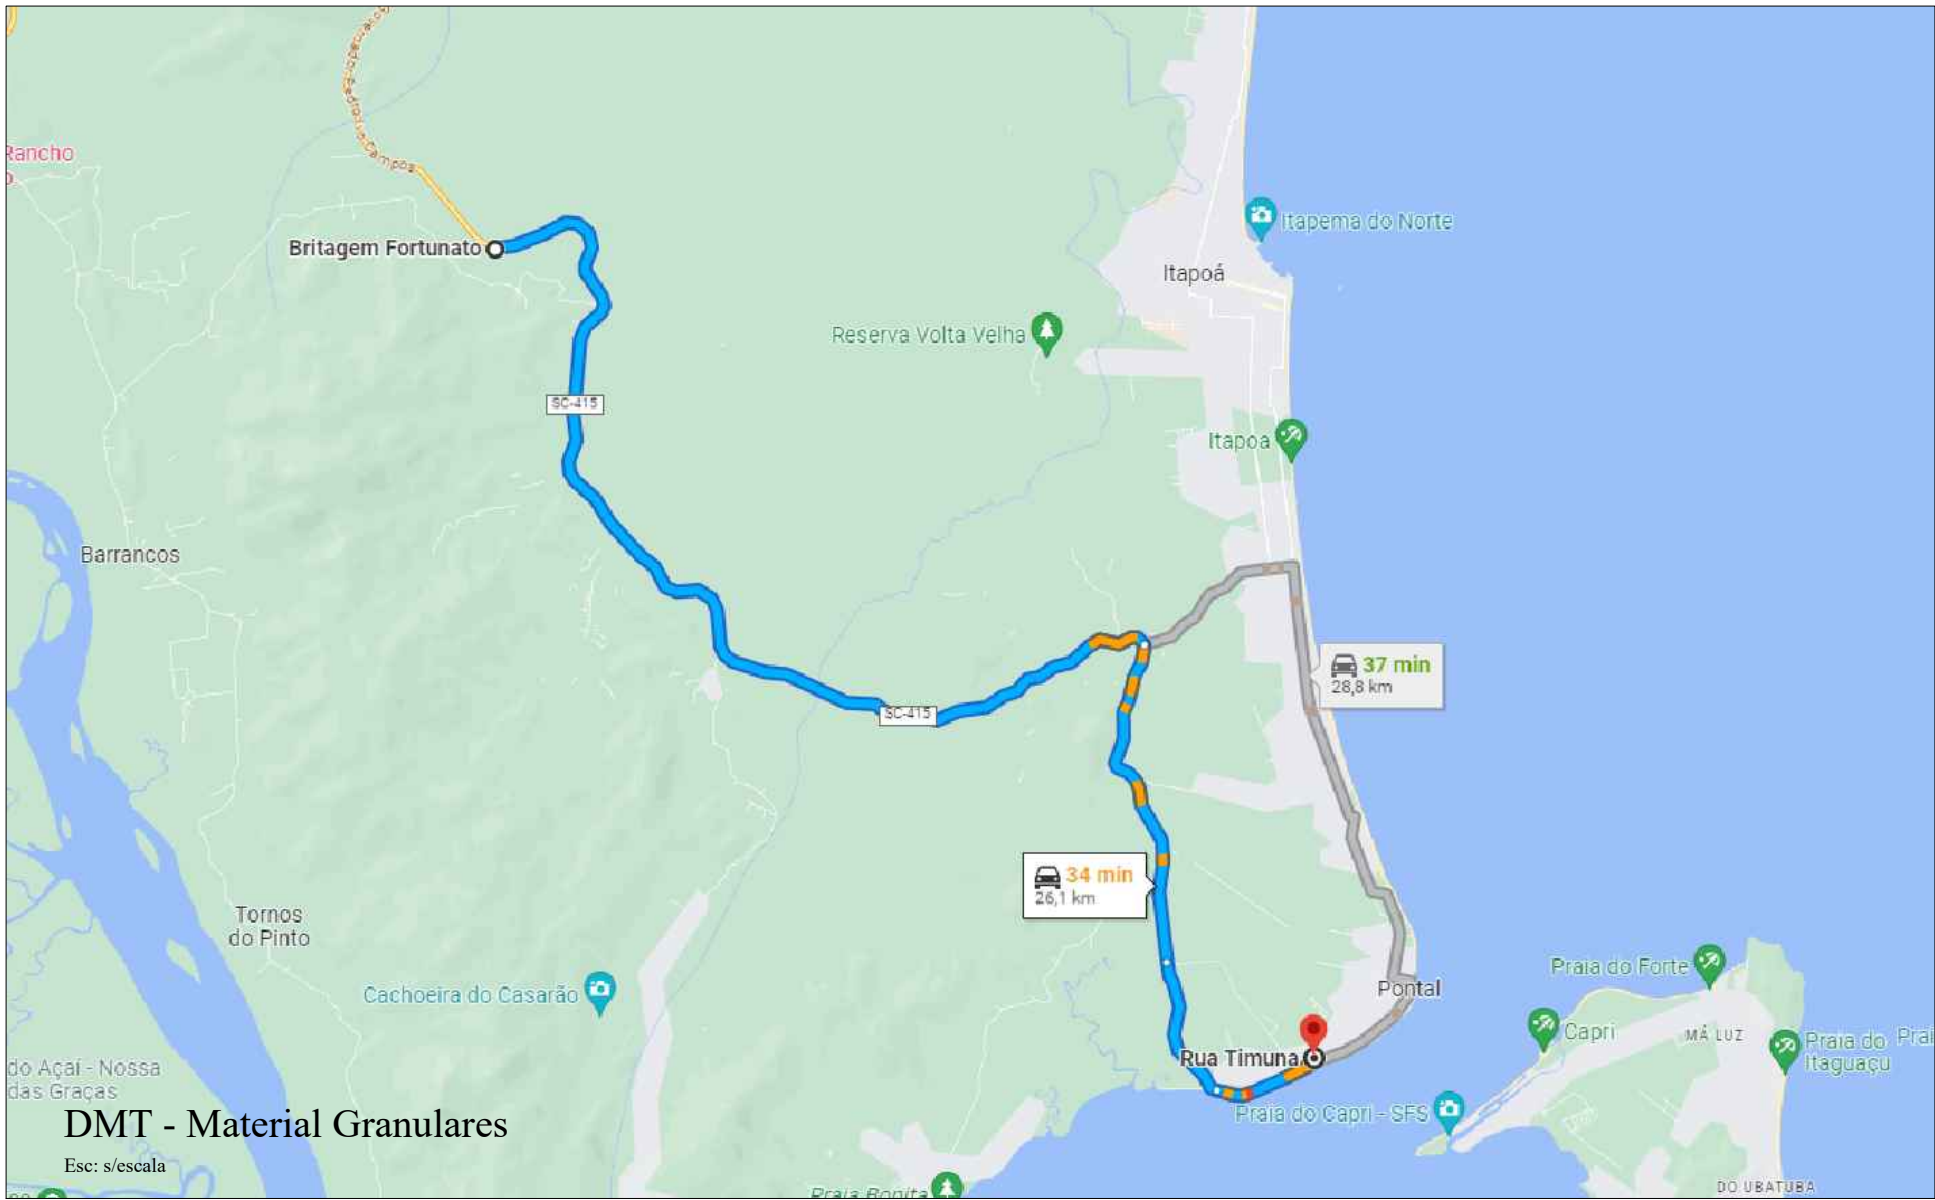 Campoa
Rancho
Britagem Fortunato
Itapema do Norte
Itapoá
Reserva Volta Velha
SC-415
Itapoa
Barrancos
37 min
28,8 km
SC-415
34 min
26,1 km
Tornos
do Pinto
Cachoeira do Casarão
Pontal
Praia do Forte
Capri
MÁ LUZ
Praia do
Itaguaçu
Prai
Rua Timuna
do Açaí - Nossa
das Graças
Praia do Capri - SFS
DMT - Material Granulares
Esc: s/escala
Praia Bonita
DO UBATUBA